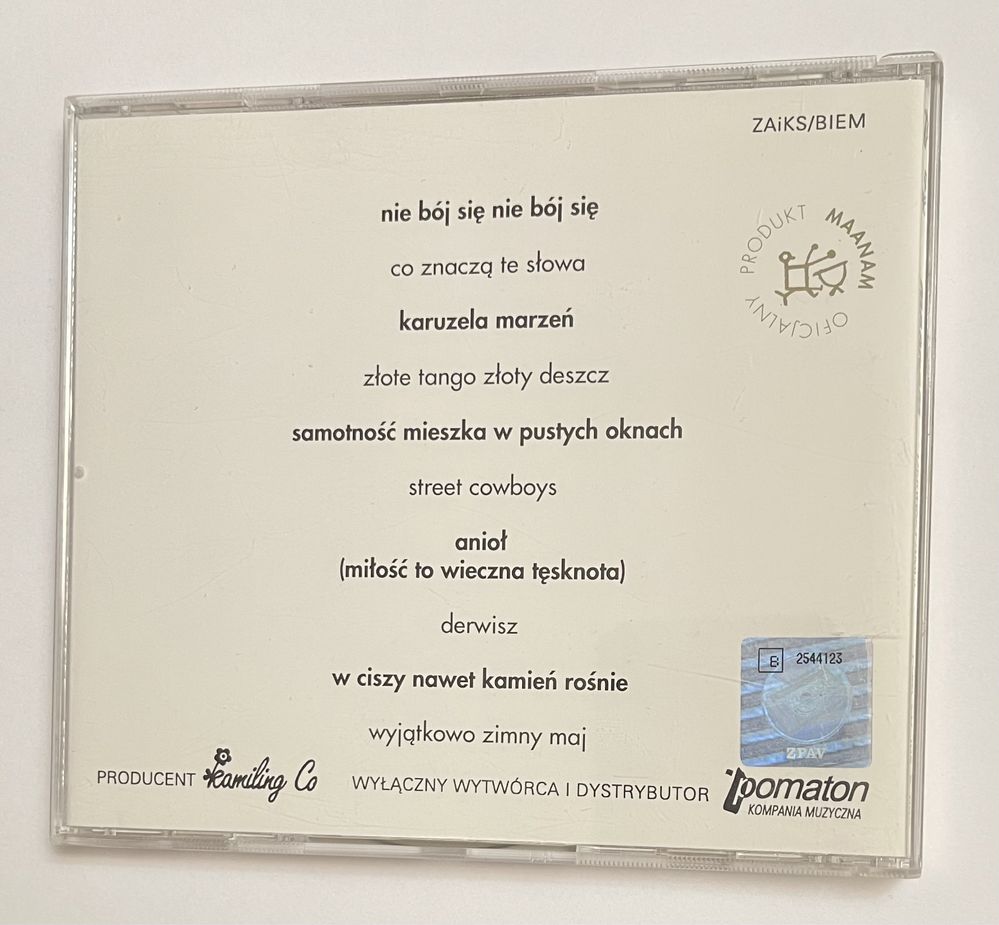 ZAiKS/BIEM
OFICJALNY PRODUKT MAANAM
nie bój się nie bój się
co znaczą te słowa
karuzela marzeń
złote tango złoty deszcz
samotność mieszka w pustych oknach
street cowboys
anioł
(miłość to wieczna tęsknota)
derwisz
w ciszy nawet kamień rośnie
wyjątkowo zimny maj
B 2544123
ZPAV
PRODUCENT kamiling Co WYŁĄCZNY WYTWÓRCA I DYSTRYBUTOR pomaton
KOMPANIA MUZYCZNA